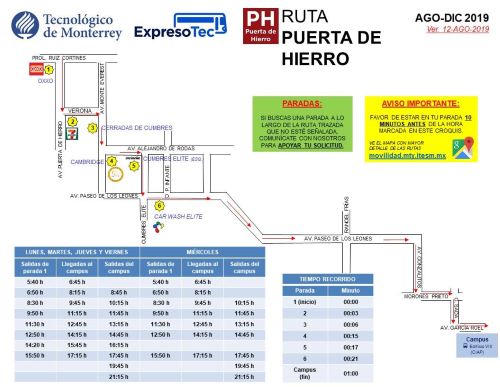 Tecnológico
de Monterrey
ExpresoTec
PH
Puerta de
Hierro
RUTA
PUERTA DE
HIERRO
AGO-DIC 2019
Ver. 12-AGO-2019
PROL. RUIZ CORTINES
1
OXXO
AV. MONTE EVEREST
VERONA
2
3
CERRADAS DE CUMBRES
AV. PUERTA DE HIERRO
AV. ALEJANDRO DE RODAS
CAMBRIDGE
4
5
CUMBRES ELITE
P. INFANTE
AV. PASEO DE LOS LEONES
CUMBRES ELITE
6
CAR WASH ELITE
PARADAS:
SI BUSCAS UNA PARADA A LO
LARGO DE LA RUTA TRAZADA
QUE NO ESTÉ SEÑALADA,
COMUNÍCATE CON NOSOTROS
PARA APOYAR TU SOLICITUD.
AVISO IMPORTANTE:
FAVOR DE ESTAR EN TU PARADA 10
MINUTOS ANTES DE LA HORA
MARCADA EN ESTE CROQUIS.
VE EL MAPA CON MAYOR
DETALLE DE LAS RUTAS
movilidad.mty.itesm.mx
AV. PASEO DE LOS LEONES
MORONES PRIETO
AV. GARCÍA ROEL
Campus
LUNES, MARTES, JUEVES Y VIERNES MIÉRCOLES
Salidas de parada 1 Llegadas al campus Salidas del campus Salidas de parada 1 Llegadas al campus Salidas del campus
5:40 h 6:45 h 5:40 h 6:45 h
6:50 h 8:15 h 8:45 h 6:50 h 8:15 h
8:30 h 9:45 h 10:15 h 8:30 h 9:45 h 10:15 h
9:50 h 11:15 h 11:45 h 9:50 h 11:15 h 11:45 h
11:30 h 12:45 h 13:15 h 11:30 h 12:45 h 13:15 h
12:50 h 14:15 h 14:45 h 12:50 h 14:15 h 14:45 h
14:20 h 15:45 h 16:15 h
15:50 h 17:15 h 17:45 h 15:50 h 17:15 h 17:45 h
19:45 h 19:45 h
21:15 h 21:15 h
TIEMPO RECORRIDO
Parada Minuto
1 (inicio) 00:00
2 00:03
3 00:06
4 00:15
5 00:17
6 00:21
Campus (fin) 01:00